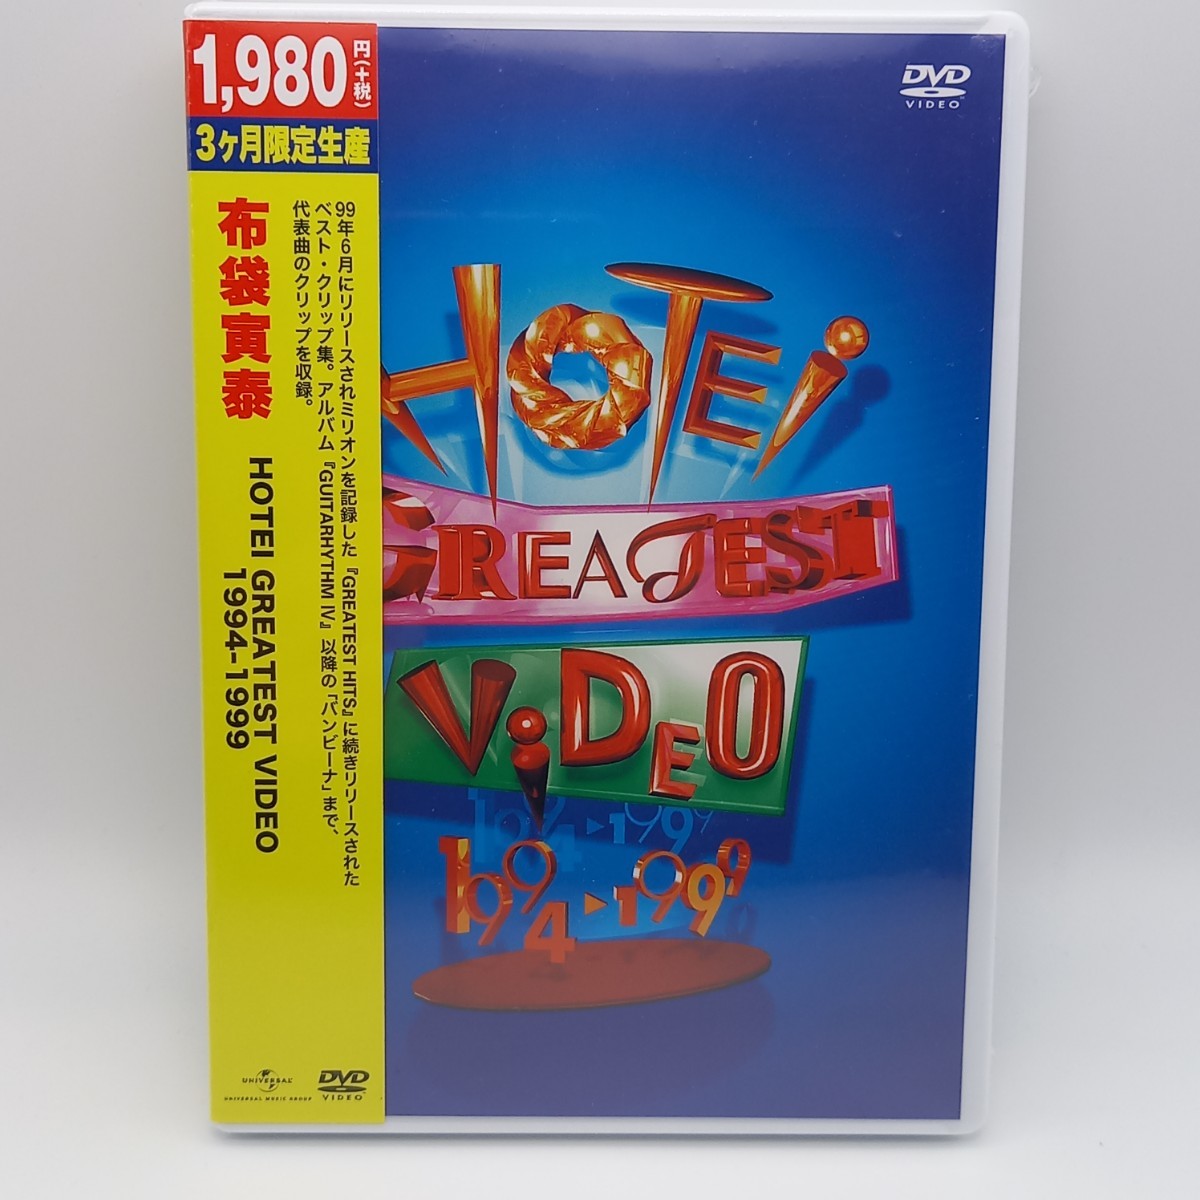 1,980円(+税)
3ヶ月限定生産
布袋寅泰
HOTEI GREATEST VIDEO
1994-1999
99年6月にリリースされミリオンを記録した『GREATEST HITS』に続きリリースされた
ベスト・クリップ集。アルバム『GUITARHYTHM IV』以降の「バンビーナ」まで、
代表曲のクリップを収録。
UNIVERSAL
UNIVERSAL MUSIC GROUP
DVD
VIDEO
DVD
VIDEO
HOTEi
GREATEST
ViDEO
1994▶1999
1994▶1999